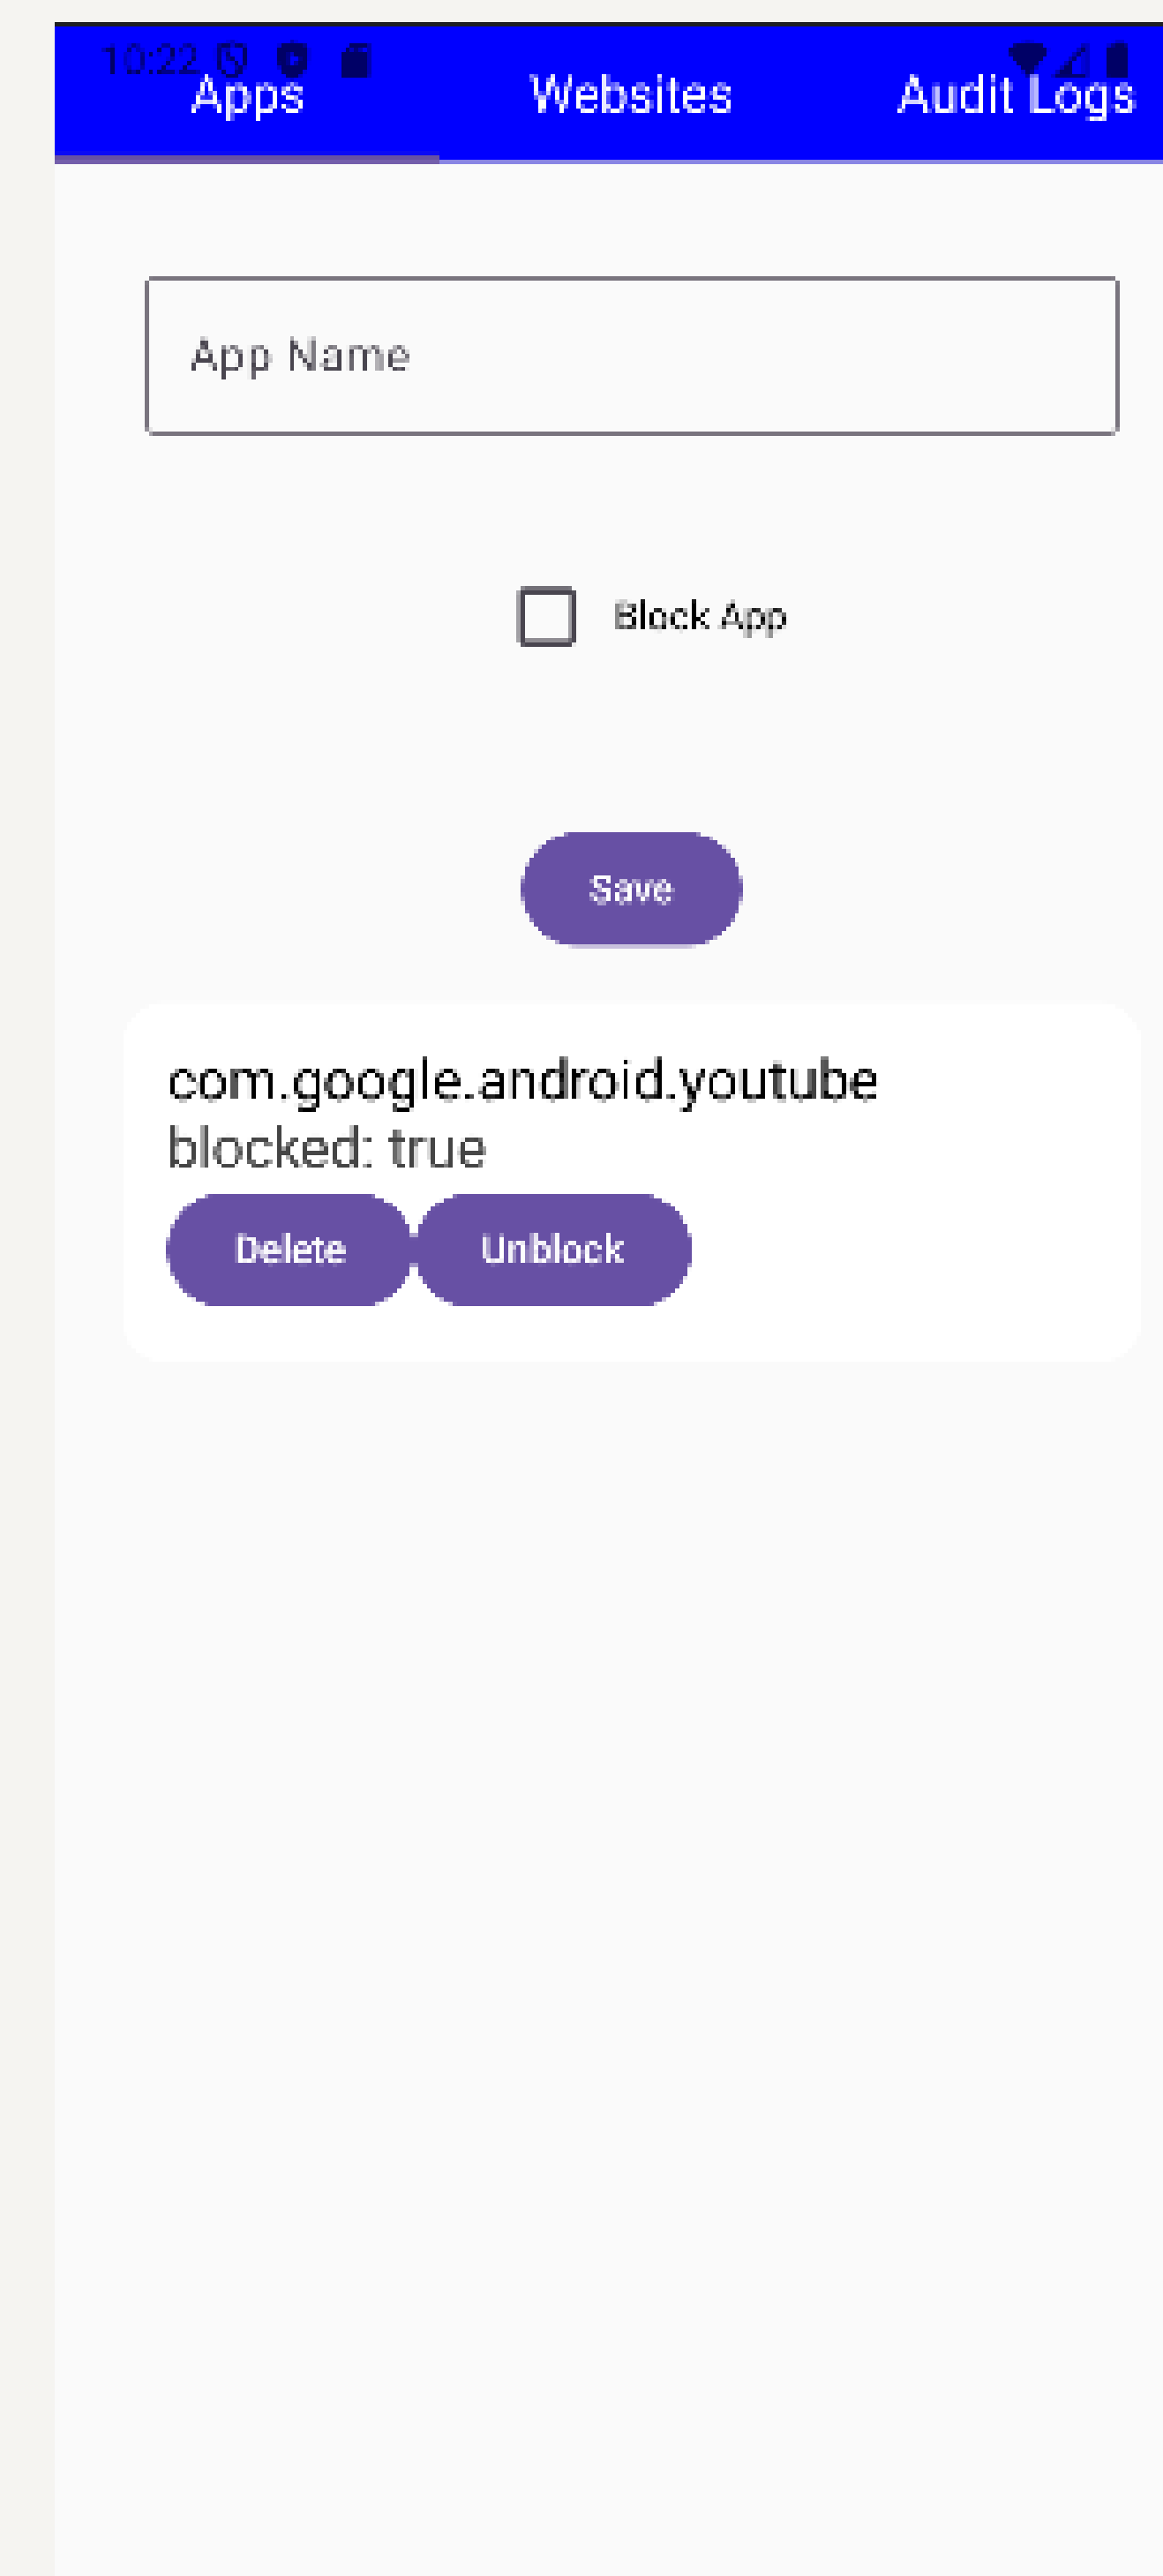 10:22
Apps Websites Audit Logs
App Name
Block App
Save
com.google.android.youtube
blocked: true
Delete Unblock